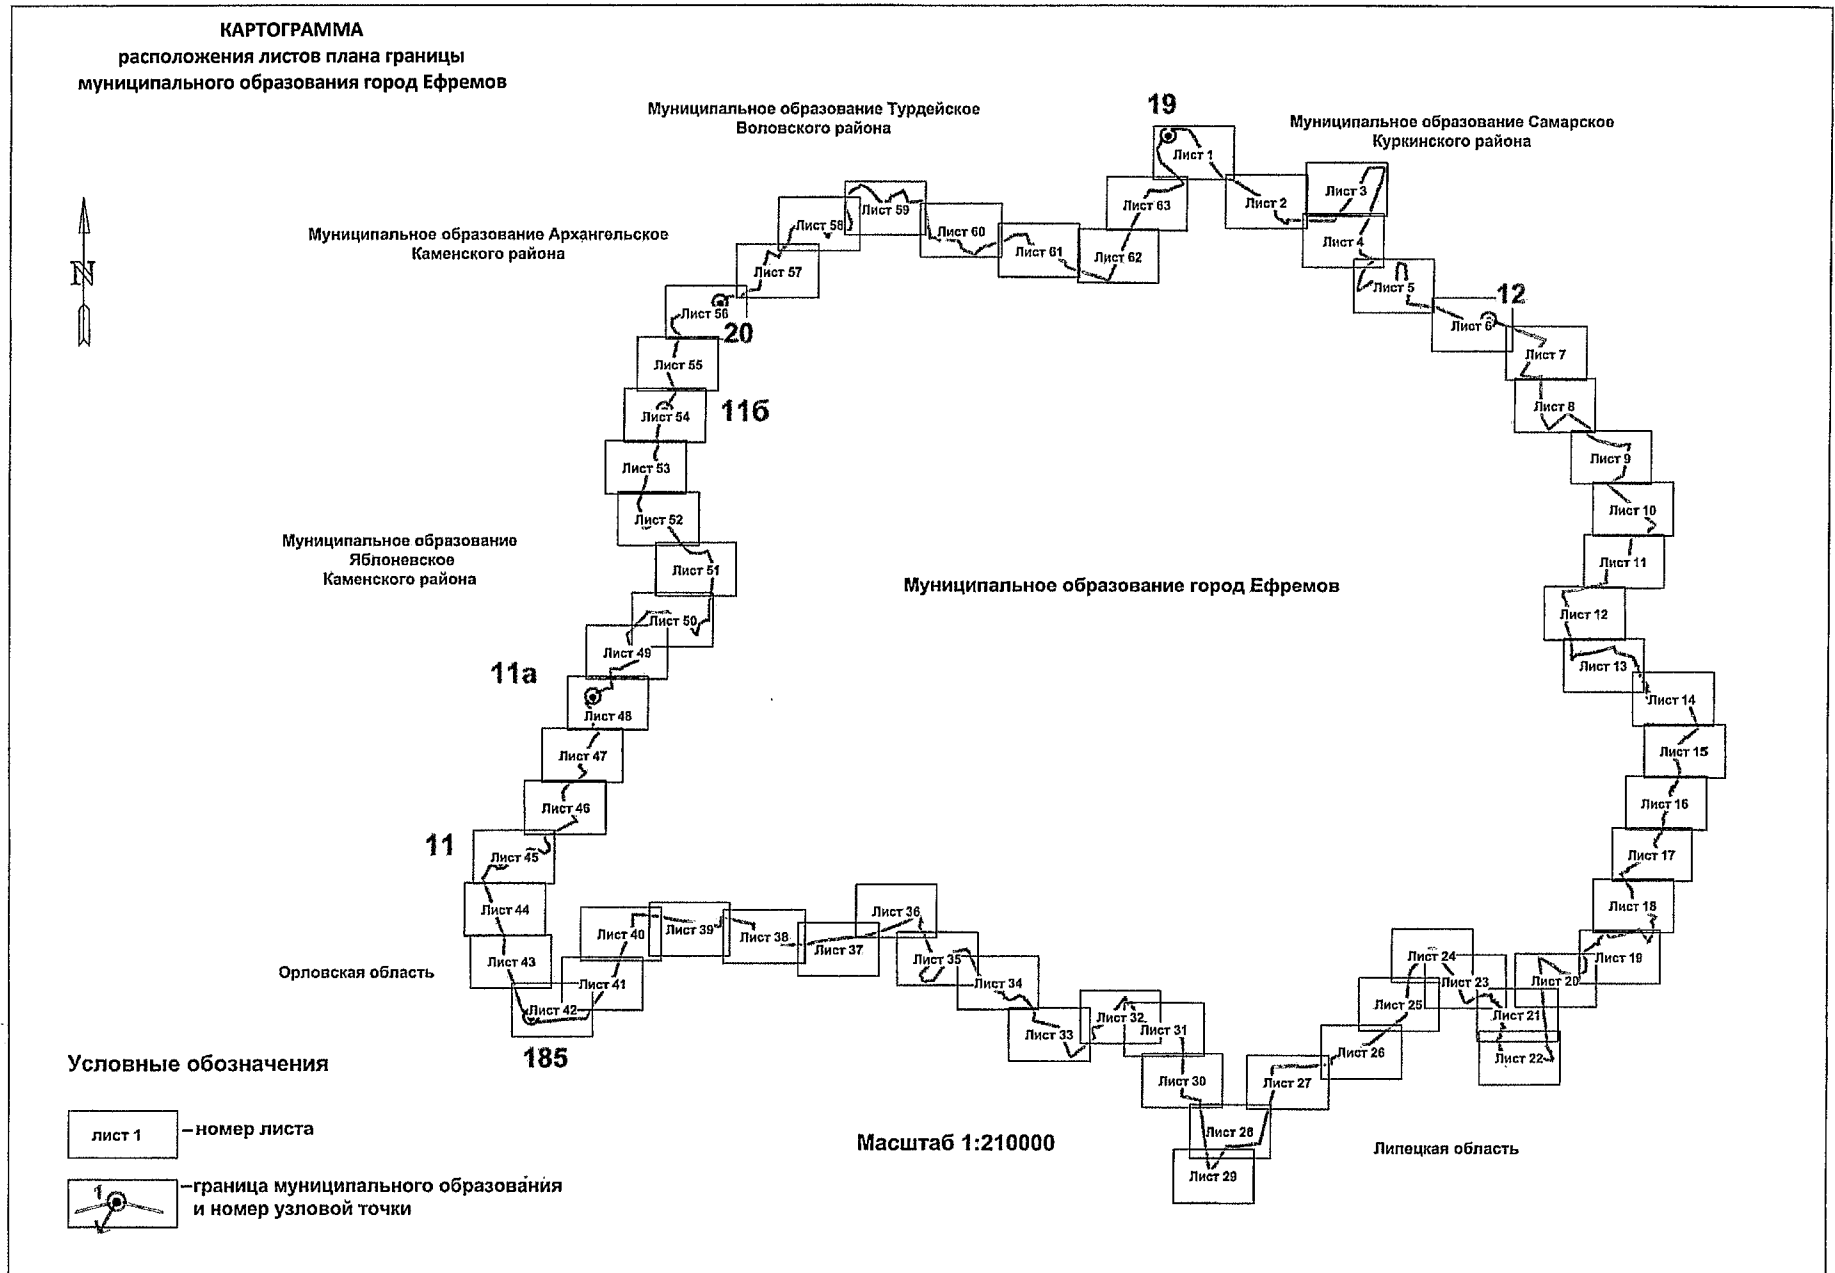 КАРТОГРАММА
расположения листов плана границы
муниципального образования город Ефремов
Муниципальное образование Турдейское
Воловского района
19
Муниципальное образование Самарское
Куркинского района
Муниципальное образование Архангельское
Каменского района
N
Лист 1
Лист 2
Лист 3
Лист 4
Лист 5
12
Лист 6
Лист 7
Лист 8
Лист 9
Лист 10
Лист 11
Лист 12
Лист 13
Лист 14
Лист 15
Лист 16
Лист 17
Лист 18
Лист 19
Лист 20
Лист 21
Лист 22
Лист 23
Лист 24
Лист 25
Лист 26
Лист 27
Лист 28
Лист 29
Лист 30
Лист 31
Лист 32
Лист 33
Лист 34
Лист 35
Лист 36
Лист 37
Лист 38
Лист 39
Лист 40
Лист 41
Лист 42
185
Лист 43
Лист 44
Лист 45
11
Лист 46
Лист 47
Лист 48
11а
Лист 49
Лист 50
Лист 51
Лист 52
Лист 53
Лист 54
11б
Лист 55
Лист 56
20
Лист 57
Лист 58
Лист 59
Лист 60
Лист 61
Лист 62
Лист 63
Муниципальное образование
Яблоневское
Каменского района
Муниципальное образование город Ефремов
Орловская область
Липецкая область
Масштаб 1:210000
Условные обозначения
лист 1
–номер листа
1
–граница муниципального образования
и номер узловой точки